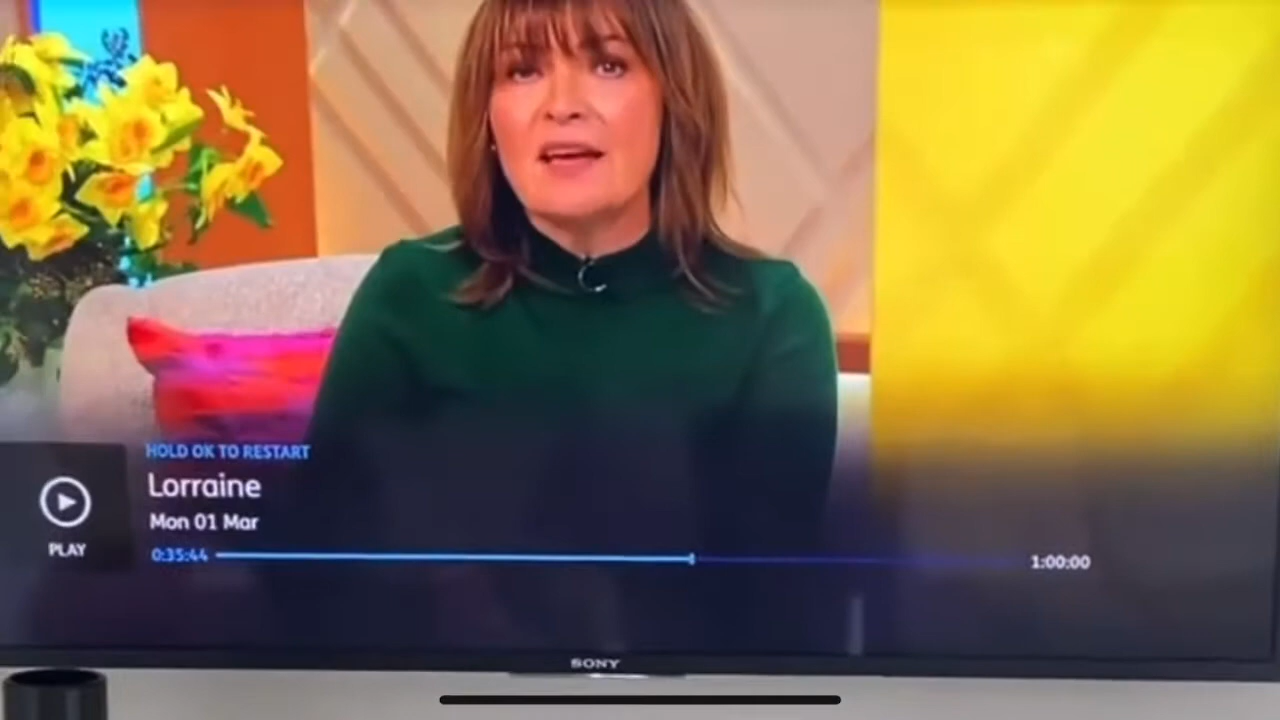 HOLD OK TO RESTART
Lorraine
Mon 01 Mar
PLAY
0:35:44
1:00:00
SONY